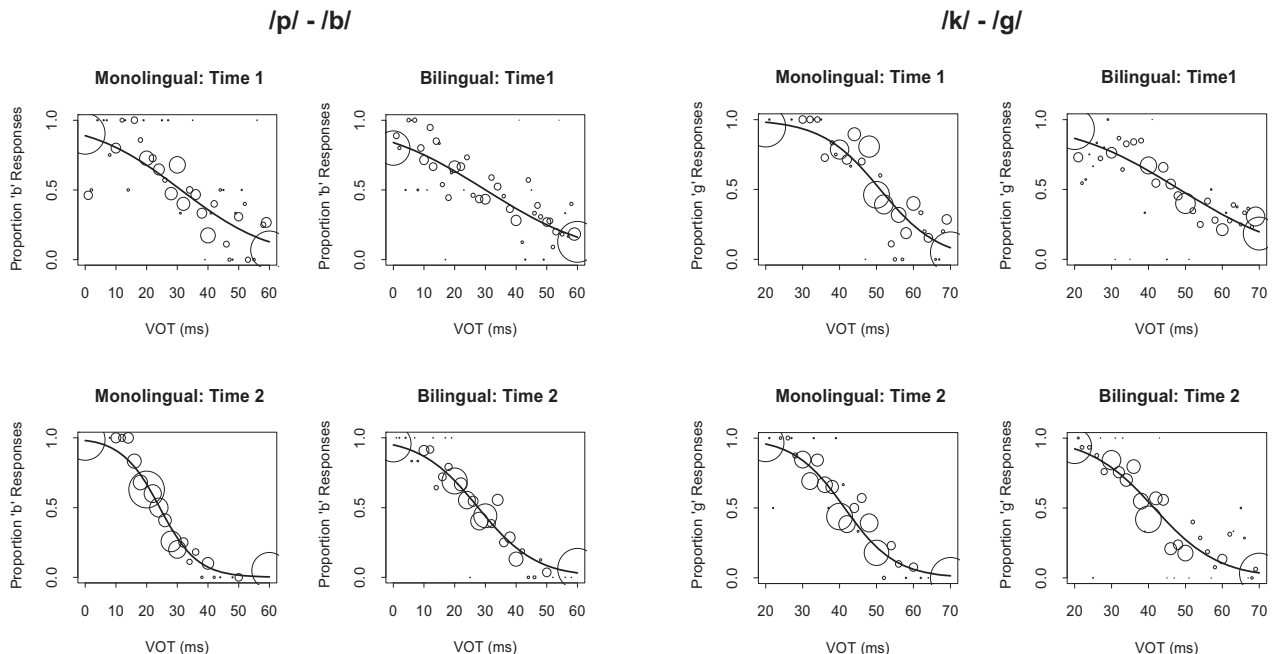 /p/ - /b/
/k/ - /g/
Monolingual: Time 1
Bilingual: Time1
Monolingual: Time 1
Bilingual: Time1
Proportion 'b' Responses
0.0 0.5 1.0
0 10 20 30 40 50 60
VOT (ms)
Proportion 'b' Responses
0.0 0.5 1.0
0 10 20 30 40 50 60
VOT (ms)
Proportion 'g' Responses
0.0 0.5 1.0
20 30 40 50 60 70
VOT (ms)
Proportion 'g' Responses
0.0 0.5 1.0
20 30 40 50 60 70
VOT (ms)
Monolingual: Time 2
Bilingual: Time 2
Monolingual: Time 2
Bilingual: Time 2
Proportion 'b' Responses
0.0 0.5 1.0
0 10 20 30 40 50 60
VOT (ms)
Proportion 'b' Responses
0.0 0.5 1.0
0 10 20 30 40 50 60
VOT (ms)
Proportion 'g' Responses
0.0 0.5 1.0
20 30 40 50 60 70
VOT (ms)
Proportion 'g' Responses
0.0 0.5 1.0
20 30 40 50 60 70
VOT (ms)